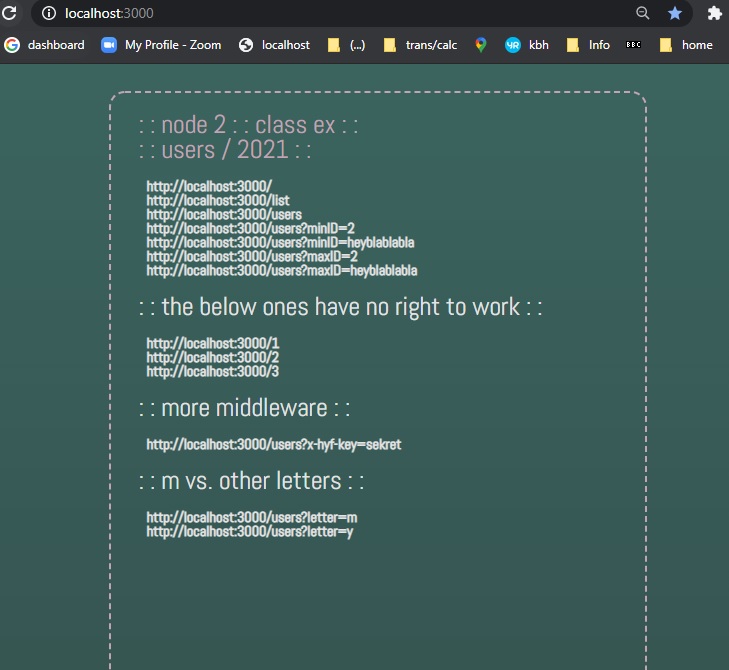 localhost:3000
dashboard My Profile - Zoom localhost (...) trans/calc YR kbh Info BBC home
: : node 2 : : class ex : :
: : users / 2021 : :
http://localhost:3000/
http://localhost:3000/list
http://localhost:3000/users
http://localhost:3000/users?minID=2
http://localhost:3000/users?minID=heyblablabla
http://localhost:3000/users?maxID=2
http://localhost:3000/users?maxID=heyblablabla
: : the below ones have no right to work : :
http://localhost:3000/1
http://localhost:3000/2
http://localhost:3000/3
: : more middleware : :
http://localhost:3000/users?x-hyf-key=sekret
: : m vs. other letters : :
http://localhost:3000/users?letter=m
http://localhost:3000/users?letter=y